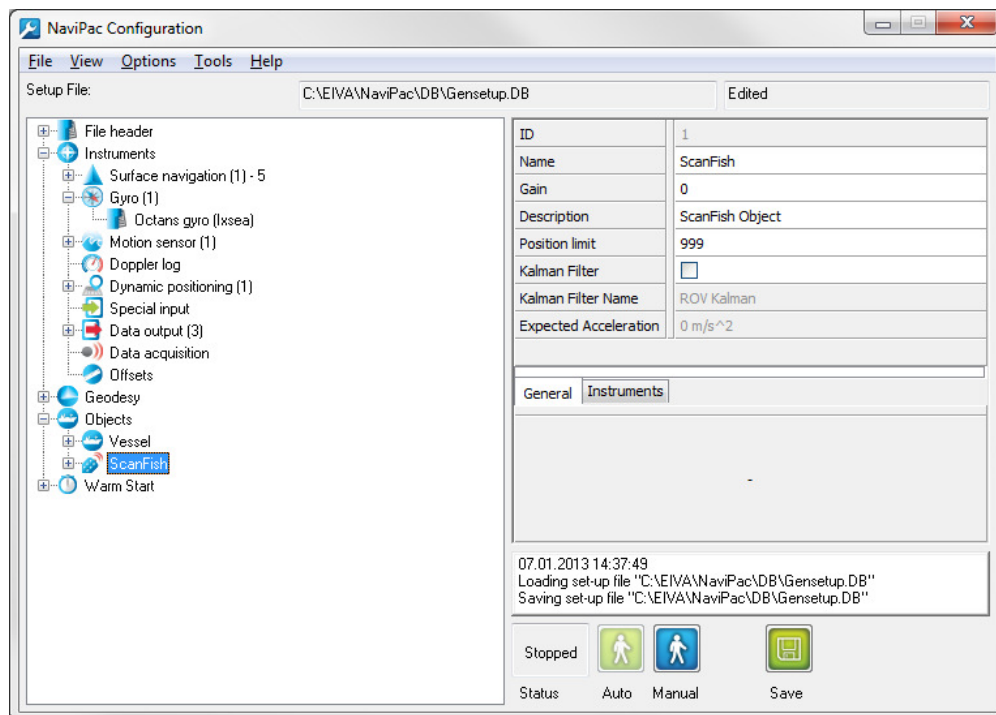 NaviPac Configuration
File View Options Tools Help
Setup File: C:\EIVA\NaviPac\DB\Gensetup.DB Edited
File header
Instruments
Surface navigation (1) - 5
Gyro (1)
Octans gyro (Ixsea)
Motion sensor (1)
Doppler log
Dynamic positioning (1)
Special input
Data output (3)
Data acquisition
Offsets
Geodesy
Objects
Vessel
ScanFish
Warm Start
ID 1
Name ScanFish
Gain 0
Description ScanFish Object
Position limit 999
Kalman Filter
Kalman Filter Name ROV Kalman
Expected Acceleration 0 m/s^2
General Instruments
-
07.01.2013 14:37:49
Loading set-up file "C:\EIVA\NaviPac\DB\Gensetup.DB"
Saving set-up file "C:\EIVA\NaviPac\DB\Gensetup.DB"
Stopped
Status Auto Manual Save